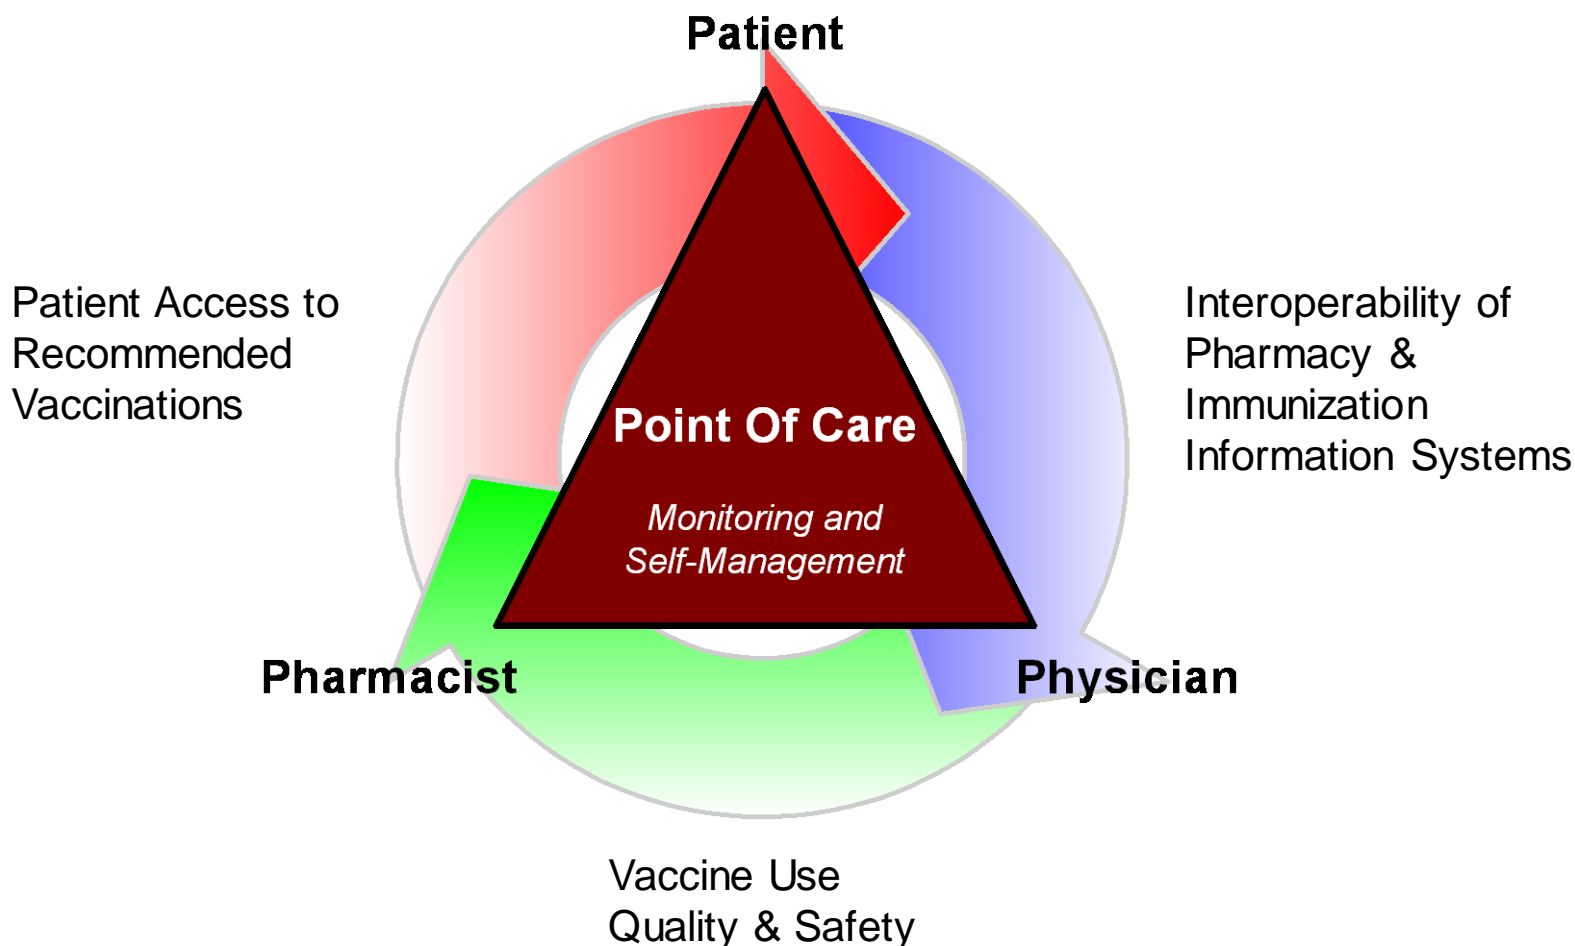 Patient
Patient Access to
Recommended
Vaccinations
Interoperability of
Pharmacy &
Immunization
Information Systems
Point Of Care
Monitoring and
Self-Management
Pharmacist
Physician
Vaccine Use
Quality & Safety